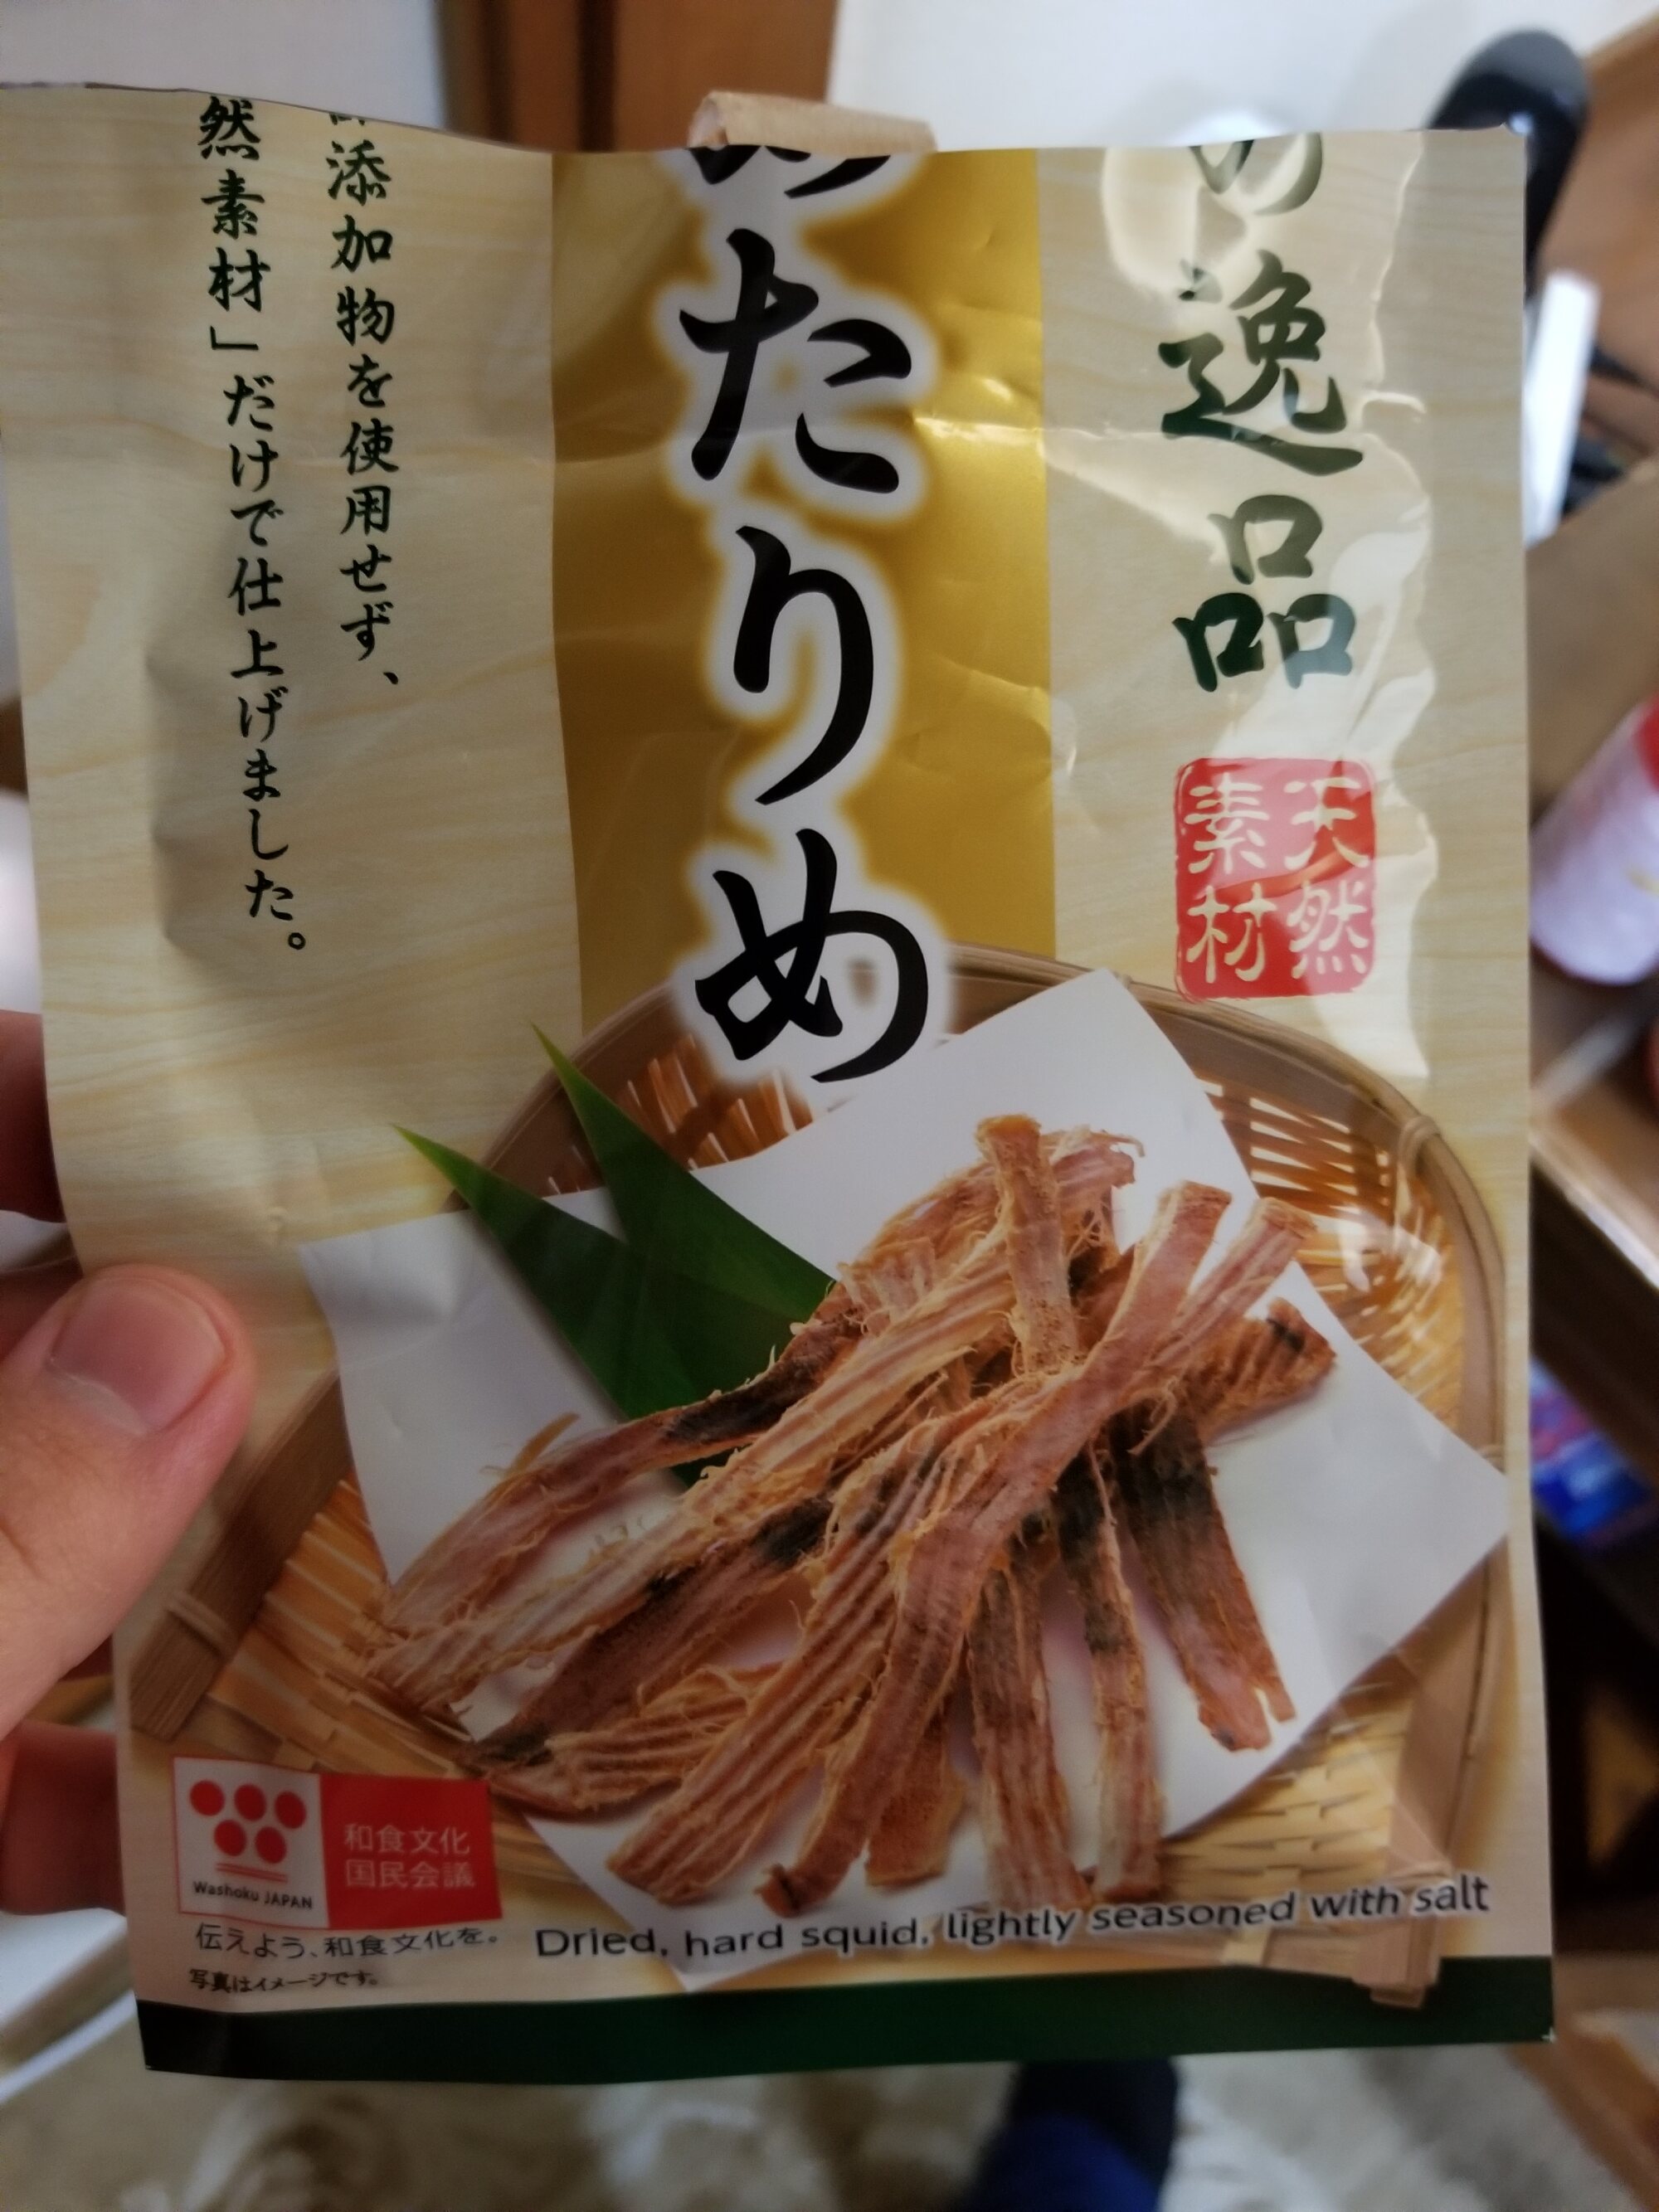 の逸品
天然
素材
たりめ
添加物を使用せず、
然素材」だけで仕上げました。
Washoku JAPAN
和食文化
国民会議
伝えよう、和食文化を。
写真はイメージです。
Dried, hard squid, lightly seasoned with salt